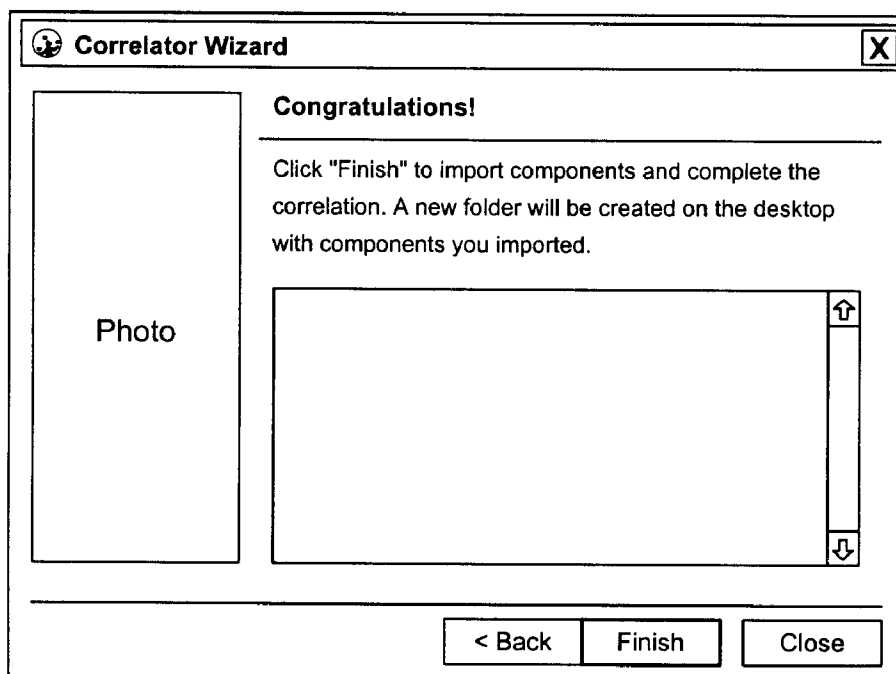 Correlator Wizard
X
Congratulations!
Click "Finish" to import components and complete the
correlation. A new folder will be created on the desktop
with components you imported.
Photo
< Back
Finish
Close